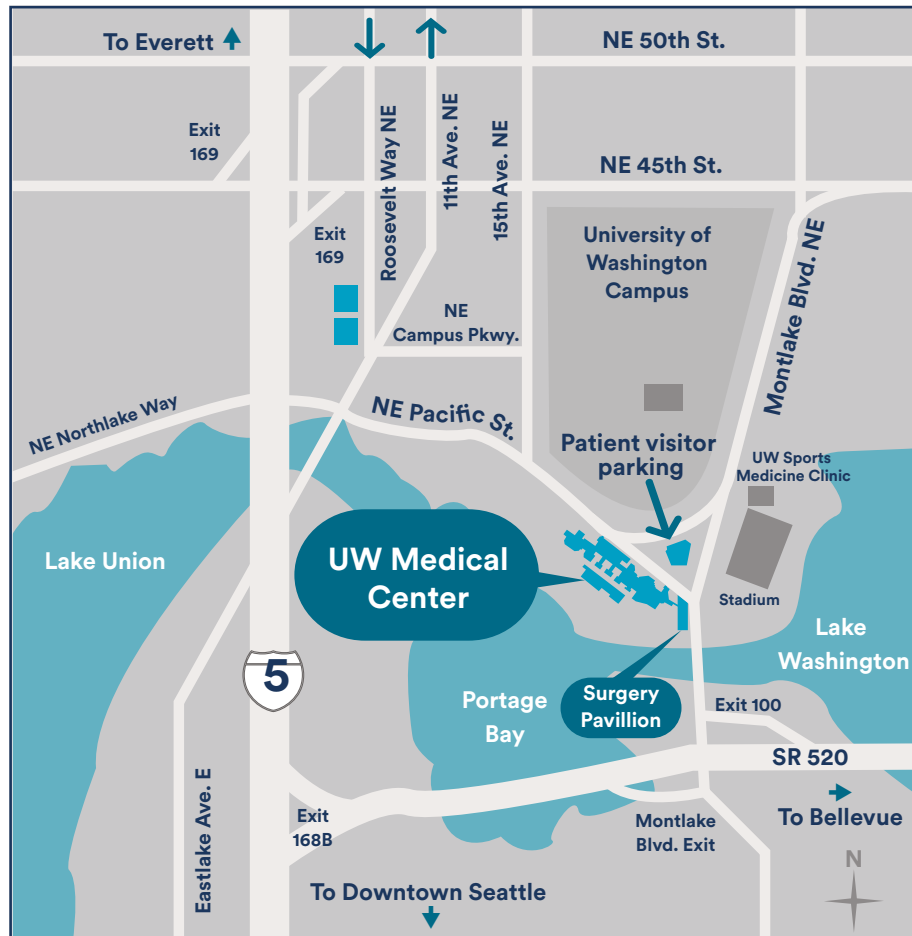 To Everett
NE 50th St.
Exit
169
NE 45th St.
Roosevelt Way NE
11th Ave. NE
15th Ave. NE
Exit
169
University of
Washington
Campus
Montlake Blvd. NE
NE
Campus Pkwy.
NE Northlake Way
NE Pacific St.
Patient visitor
parking
UW Sports
Medicine Clinic
Lake Union
UW Medical
Center
Stadium
Lake
Washington
5
Portage
Bay
Surgery
Pavillion
Exit 100
SR 520
Eastlake Ave. E
Exit
168B
Montlake
Blvd. Exit
To Bellevue
N
To Downtown Seattle